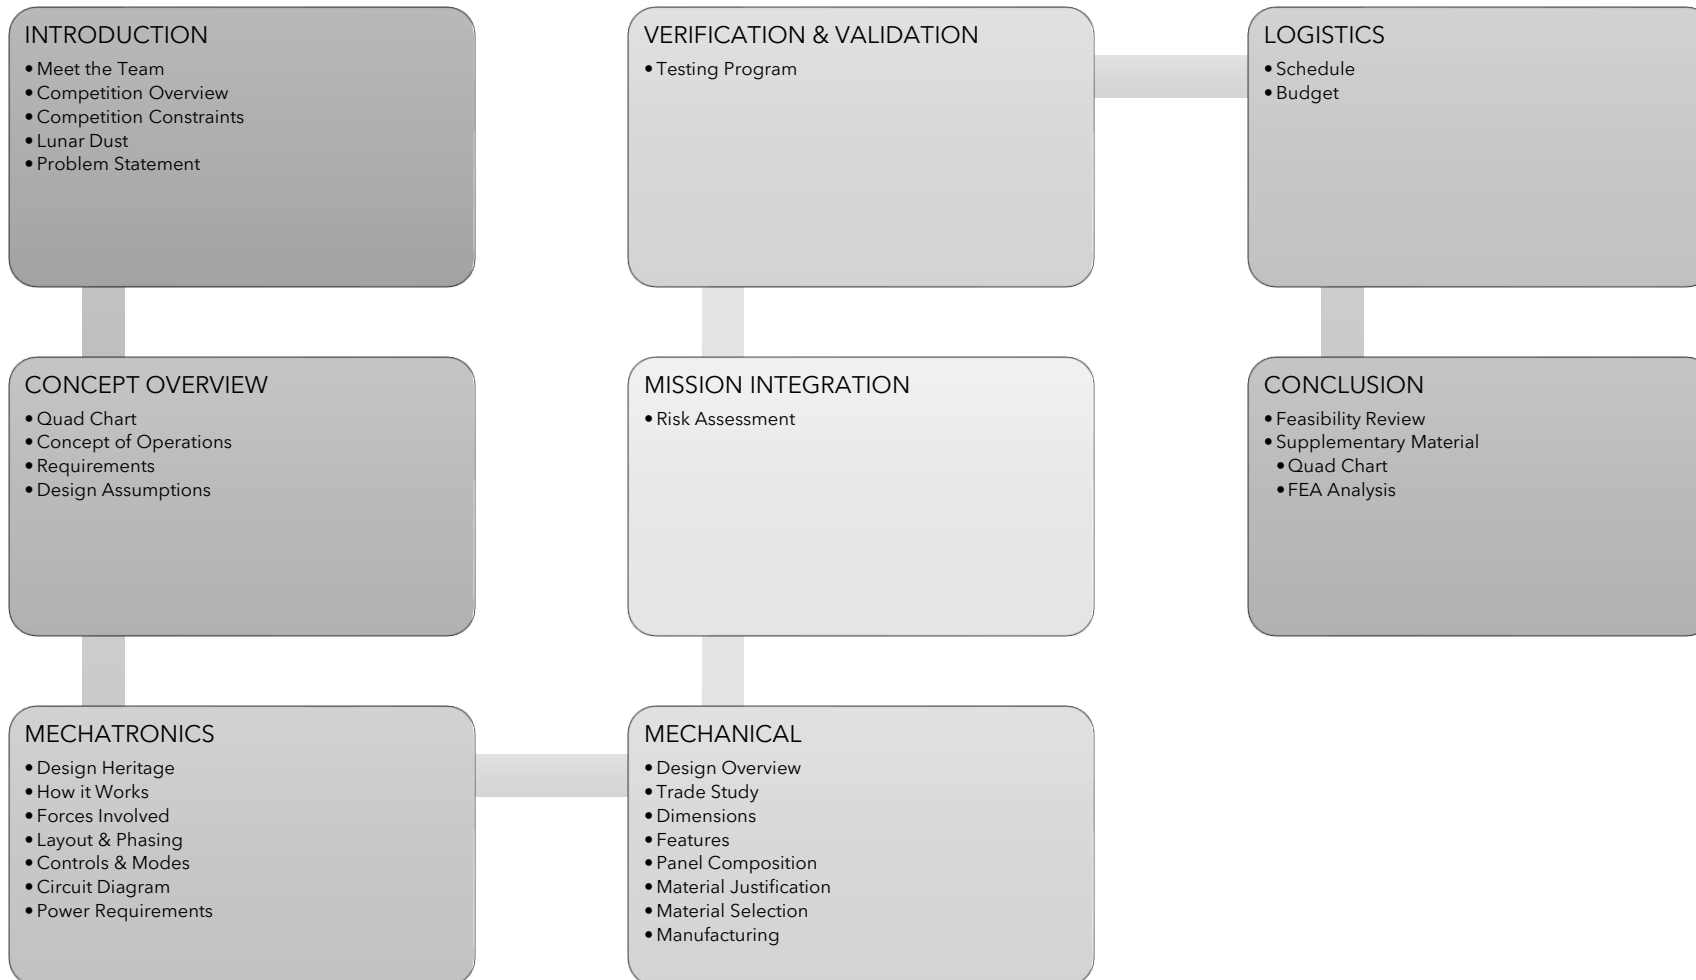 INTRODUCTION
• Meet the Team
• Competition Overview
• Competition Constraints
• Lunar Dust
• Problem Statement
CONCEPT OVERVIEW
• Quad Chart
• Concept of Operations
• Requirements
• Design Assumptions
MECHATRONICS
• Design Heritage
• How it Works
• Forces Involved
• Layout & Phasing
• Controls & Modes
• Circuit Diagram
• Power Requirements
MECHANICAL
• Design Overview
• Trade Study
• Dimensions
• Features
• Panel Composition
• Material Justification
• Material Selection
• Manufacturing
MISSION INTEGRATION
• Risk Assessment
VERIFICATION & VALIDATION
• Testing Program
LOGISTICS
• Schedule
• Budget
CONCLUSION
• Feasibility Review
• Supplementary Material
• Quad Chart
• FEA Analysis